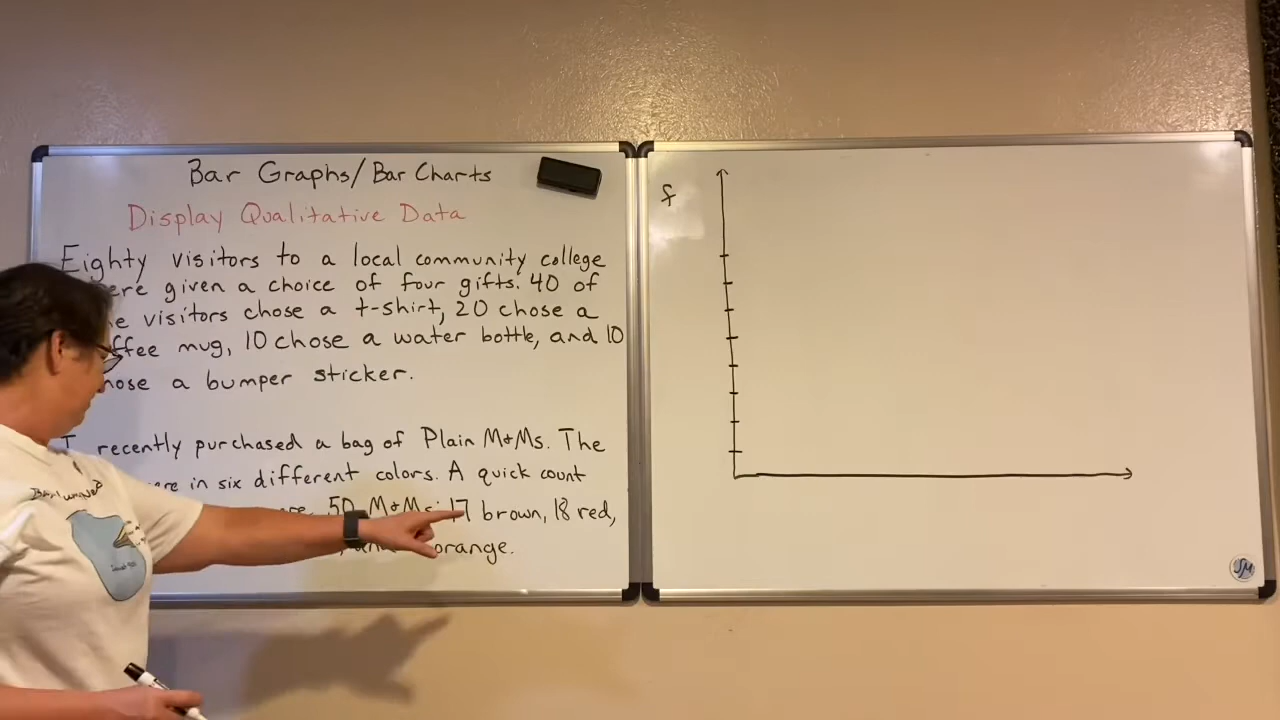 Bar Graphs/Bar Charts
Display Qualitative Data
Eighty visitors to a local community college
given a choice of four gifts. 40 of
visitors chose a t-shirt, 20 chose a
mug, 10 chose a water bottle, and 10
a bumper sticker.
I recently purchased a bag of Plain M&Ms. The
in six different colors. A quick count
50 M&Ms: 17 brown, 18 red,
orange.
f
SM